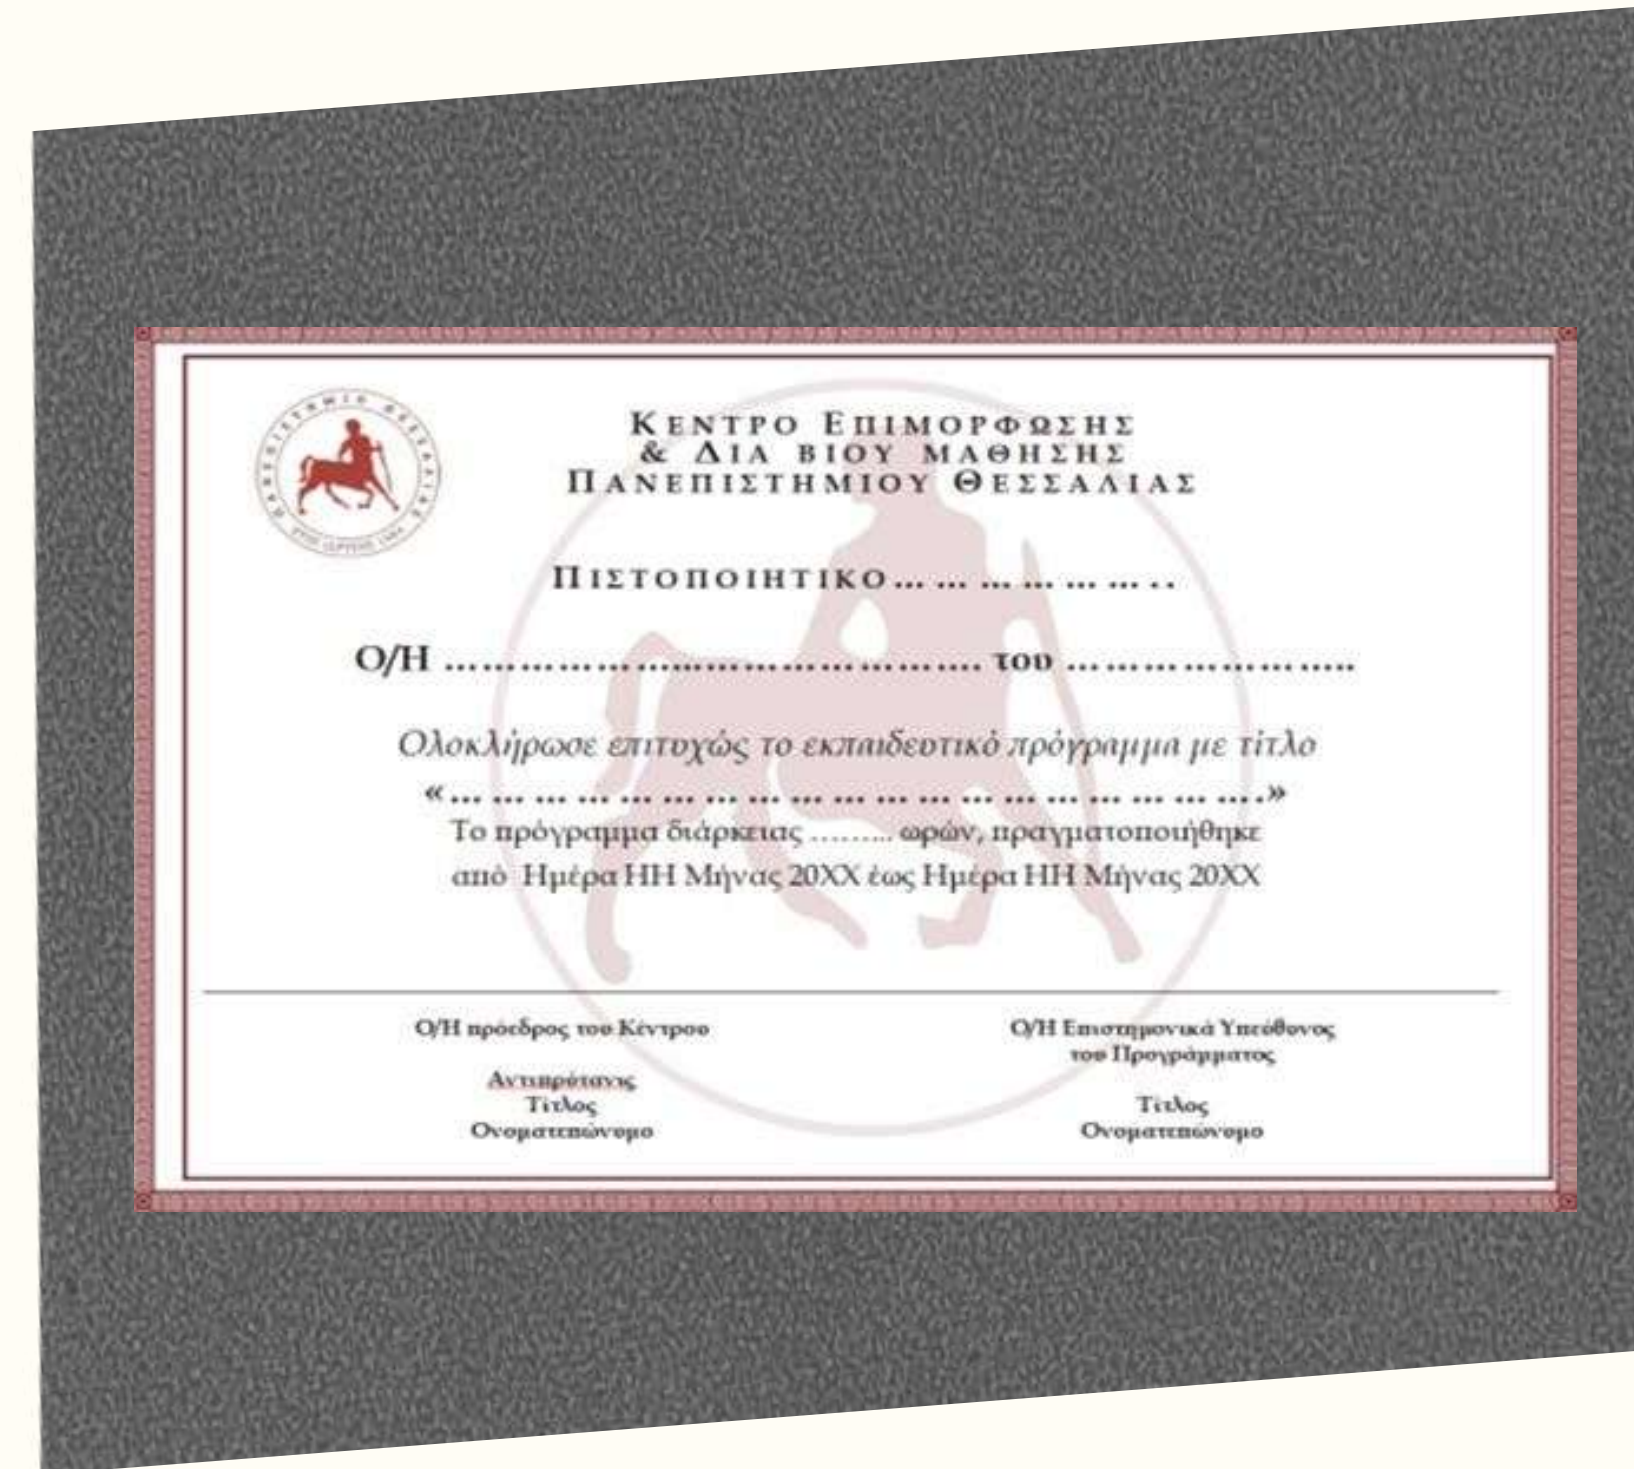 ΠΑΝΕΠΙΣΤΗΜΙΟ ΘΕΣΣΑΛΙΑΣ
ΚΕΝΤΡΟ ΕΠΙΜΟΡΦΩΣΗΣ
& ΔΙΑ ΒΙΟΥ ΜΑΘΗΣΗΣ
ΠΑΝΕΠΙΣΤΗΜΙΟΥ ΘΕΣΣΑΛΙΑΣ
ΠΙΣΤΟΠΟΙΗΤΙΚΟ… … … … … … . .
Ο/Η ……………………………………………. του ………………………..
Ολοκλήρωσε επιτυχώς το εκπαιδευτικό πρόγραμμα με τίτλο
«… … … … … … … … … … … … … … … … … … … .»
Το πρόγραμμα διάρκειας ……... ωρών, πραγματοποιήθηκε
από Ημέρα ΗΗ Μήνας 20ΧΧ έως Ημέρα ΗΗ Μήνας 20ΧΧ
Ο/Η πρόεδρος του Κέντρου
Αντιπρύτανις
Τίτλος
Ονοματεπώνυμο
Ο/Η Επιστημονικά Υπεύθυνος
του Προγράμματος
Τίτλος
Ονοματεπώνυμο